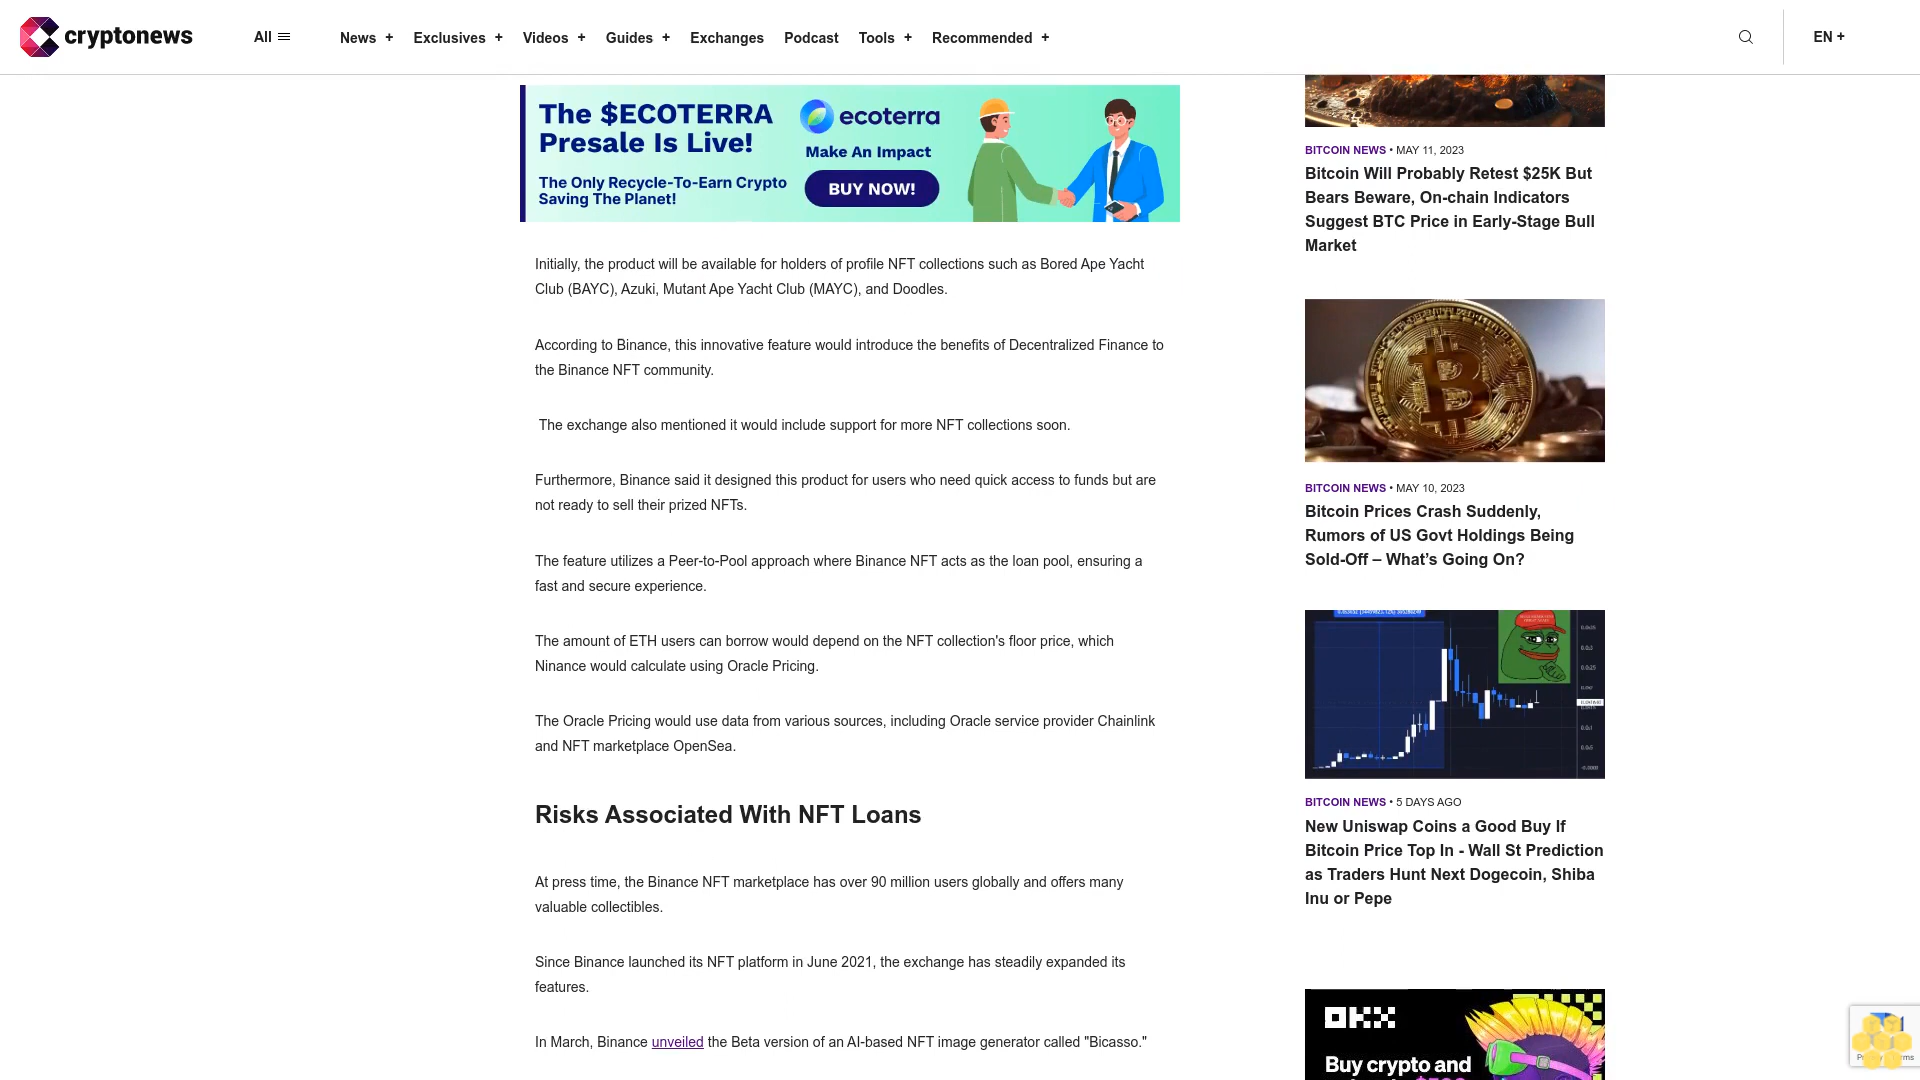 cryptonews
All
News +
Exclusives +
Videos +
Guides +
Exchanges
Podcast
Tools +
Recommended +
EN +
The $ECOTERRA
Presale Is Live!
The Only Recycle-To-Earn Crypto
Saving The Planet!
ecoterra
Make An Impact
BUY NOW!
Initially, the product will be available for holders of profile NFT collections such as Bored Ape Yacht
Club (BAYC), Azuki, Mutant Ape Yacht Club (MAYC), and Doodles.
According to Binance, this innovative feature would introduce the benefits of Decentralized Finance to
the Binance NFT community.
The exchange also mentioned it would include support for more NFT collections soon.
Furthermore, Binance said it designed this product for users who need quick access to funds but are
not ready to sell their prized NFTs.
The feature utilizes a Peer-to-Pool approach where Binance NFT acts as the loan pool, ensuring a
fast and secure experience.
The amount of ETH users can borrow would depend on the NFT collection's floor price, which
Ninance would calculate using Oracle Pricing.
The Oracle Pricing would use data from various sources, including Oracle service provider Chainlink
and NFT marketplace OpenSea.
Risks Associated With NFT Loans
At press time, the Binance NFT marketplace has over 90 million users globally and offers many
valuable collectibles.
Since Binance launched its NFT platform in June 2021, the exchange has steadily expanded its
features.
In March, Binance unveiled the Beta version of an AI-based NFT image generator called "Bicasso."
BITCOIN NEWS • MAY 11, 2023
Bitcoin Will Probably Retest $25K But
Bears Beware, On-chain Indicators
Suggest BTC Price in Early-Stage Bull
Market
BITCOIN NEWS • MAY 10, 2023
Bitcoin Prices Crash Suddenly,
Rumors of US Govt Holdings Being
Sold-Off – What's Going On?
BITCOIN NEWS • 5 DAYS AGO
New Uniswap Coins a Good Buy If
Bitcoin Price Top In - Wall St Prediction
as Traders Hunt Next Dogecoin, Shiba
Inu or Pepe
OKX
Buy crypto and